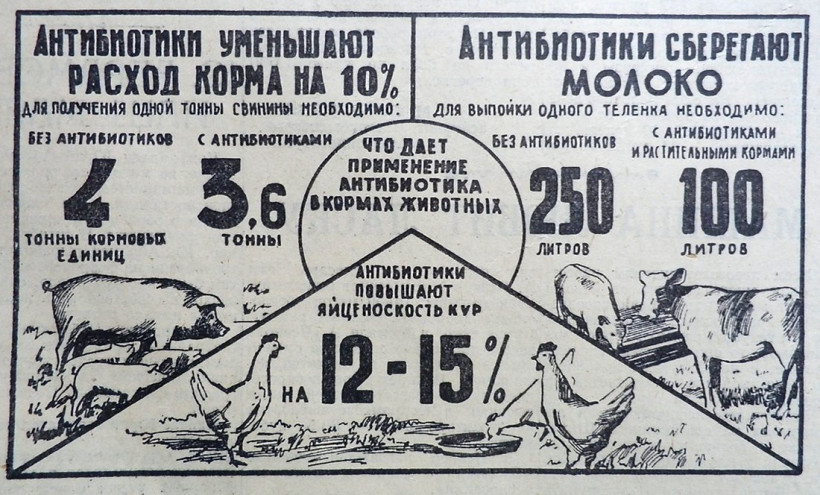 АНТИБИОТИКИ УМЕНЬШАЮТ
РАСХОД КОРМА НА 10%
ДЛЯ ПОЛУЧЕНИЯ ОДНОЙ ТОННЫ СВИНИНЫ НЕОБХОДИМО:
БЕЗ АНТИБИОТИКОВ
4
ТОННЫ КОРМОВЫХ
ЕДИНИЦ
С АНТИБИОТИКАМИ
3,6
ТОННЫ
ЧТО ДАЕТ
ПРИМЕНЕНИЕ
АНТИБИОТИКА
В КОРМАХ ЖИВОТНЫХ
АНТИБИОТИКИ СБЕРЕГАЮТ
МОЛОКО
ДЛЯ ВЫПОЙКИ ОДНОГО ТЕЛЕНКА НЕОБХОДИМО:
БЕЗ АНТИБИОТИКОВ
250
ЛИТРОВ
С АНТИБИОТИКАМИ
И РАСТИТЕЛЬНЫМИ КОРМАМИ
100
ЛИТРОВ
АНТИБИОТИКИ
ПОВЫШАЮТ
ЯЙЦЕНОСКОСТЬ КУР
НА 12-15%